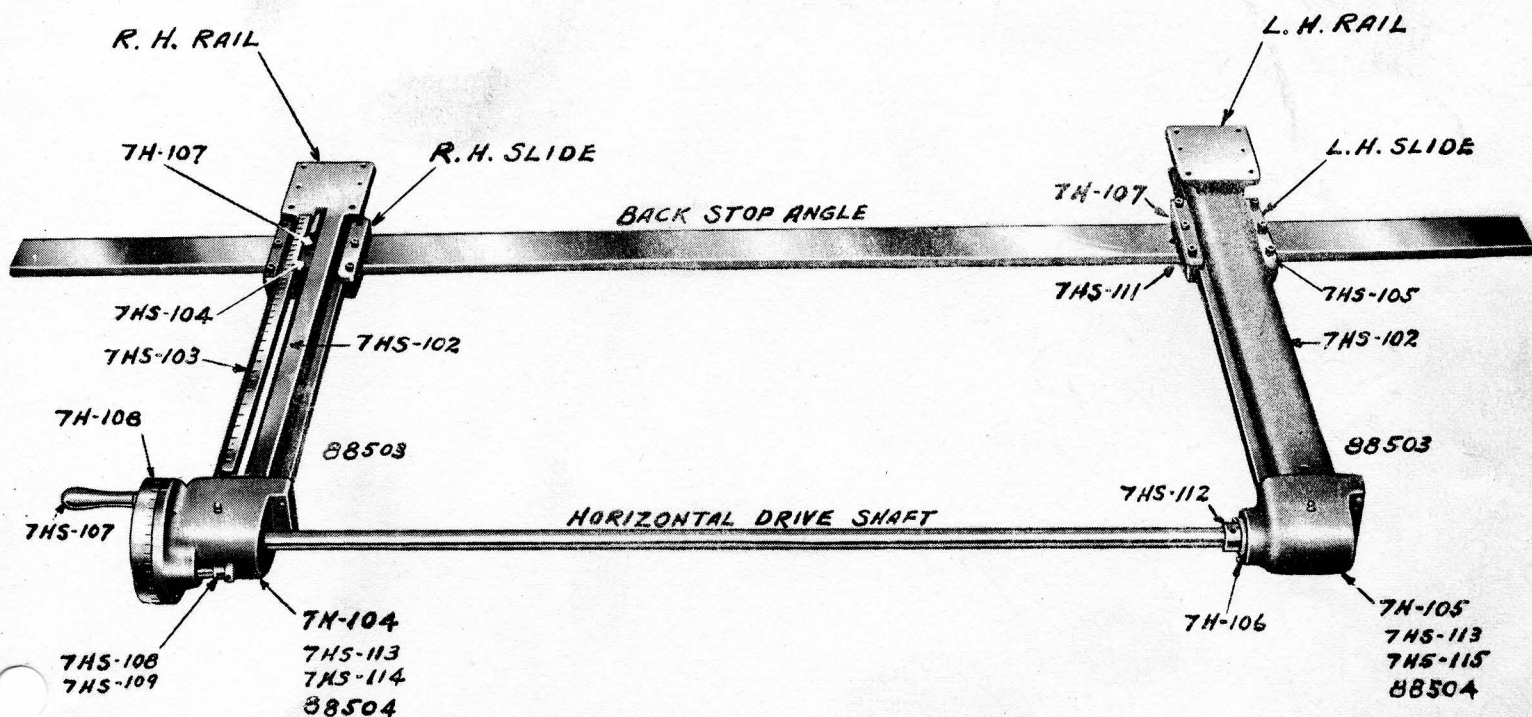 R. H. RAIL
L. H. RAIL
7H-107
R. H. SLIDE
7H-107
L. H. SLIDE
BACK STOP ANGLE
7HS-104
7HS-111
7HS-105
7HS-103
7HS-102
7HS-102
7H-108
88503
88503
7HS-107
HORIZONTAL DRIVE SHAFT
7HS-112
8
8
7H-104
7H-106
7H-105
7HS-108
7HS-109
7HS-113
7HS-114
88504
7HS-113
7HS-115
88504